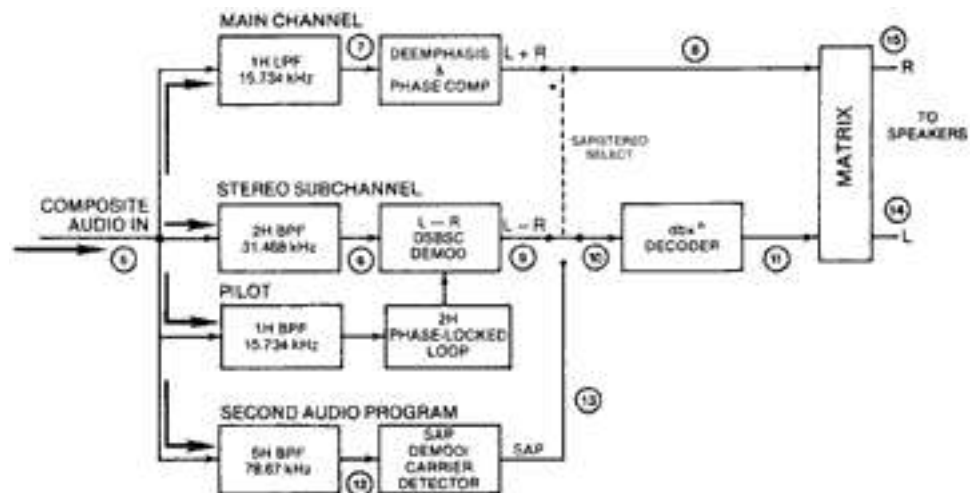 MAIN CHANNEL
1H LPF
15.734 kHz
7
DEEMPHASIS
&
PHASE COMP
L + R
8
15
R
SAP/STEREO
SELECT
MATRIX
TO
SPEAKERS
STEREO SUBCHANNEL
COMPOSITE
AUDIO IN
5
2H BPF
31.468 kHz
6
L – R
DSBSC
DEMOD
L – R
9
10
dbx®
DECODER
11
14
L
PILOT
1H BPF
15.734 kHz
2H
PHASE-LOCKED
LOOP
13
SECOND AUDIO PROGRAM
5H BPF
78.67 kHz
12
SAP
DEMOD/
CARRIER
DETECTOR
SAP